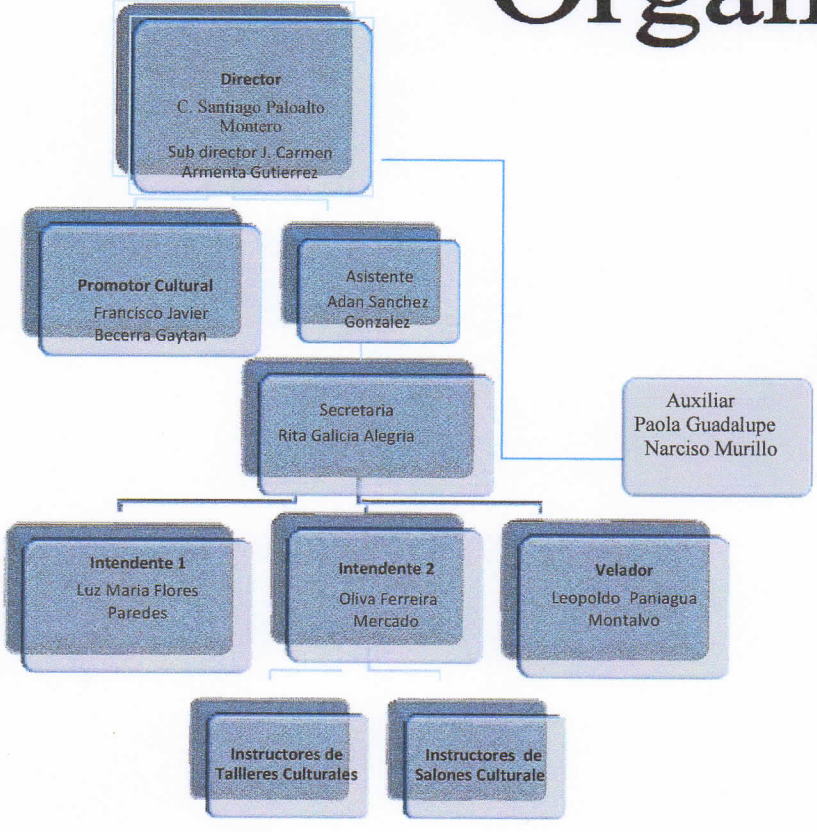 Organ
Director
C. Santiago Paloalto
Montero
Sub director J. Carmen
Armenta Gutierrez
Promotor Cultural
Francisco Javier
Becerra Gaytan
Asistente
Adan Sanchez
Gonzalez
Secretaria
Rita Galicia Alegria
Auxiliar
Paola Guadalupe
Narciso Murillo
Intendente 1
Luz Maria Flores
Paredes
Intendente 2
Oliva Ferreira
Mercado
Velador
Leopoldo Paniagua
Montalvo
Instructores de
Tallleres Culturales
Instructores de
Salones Culturale